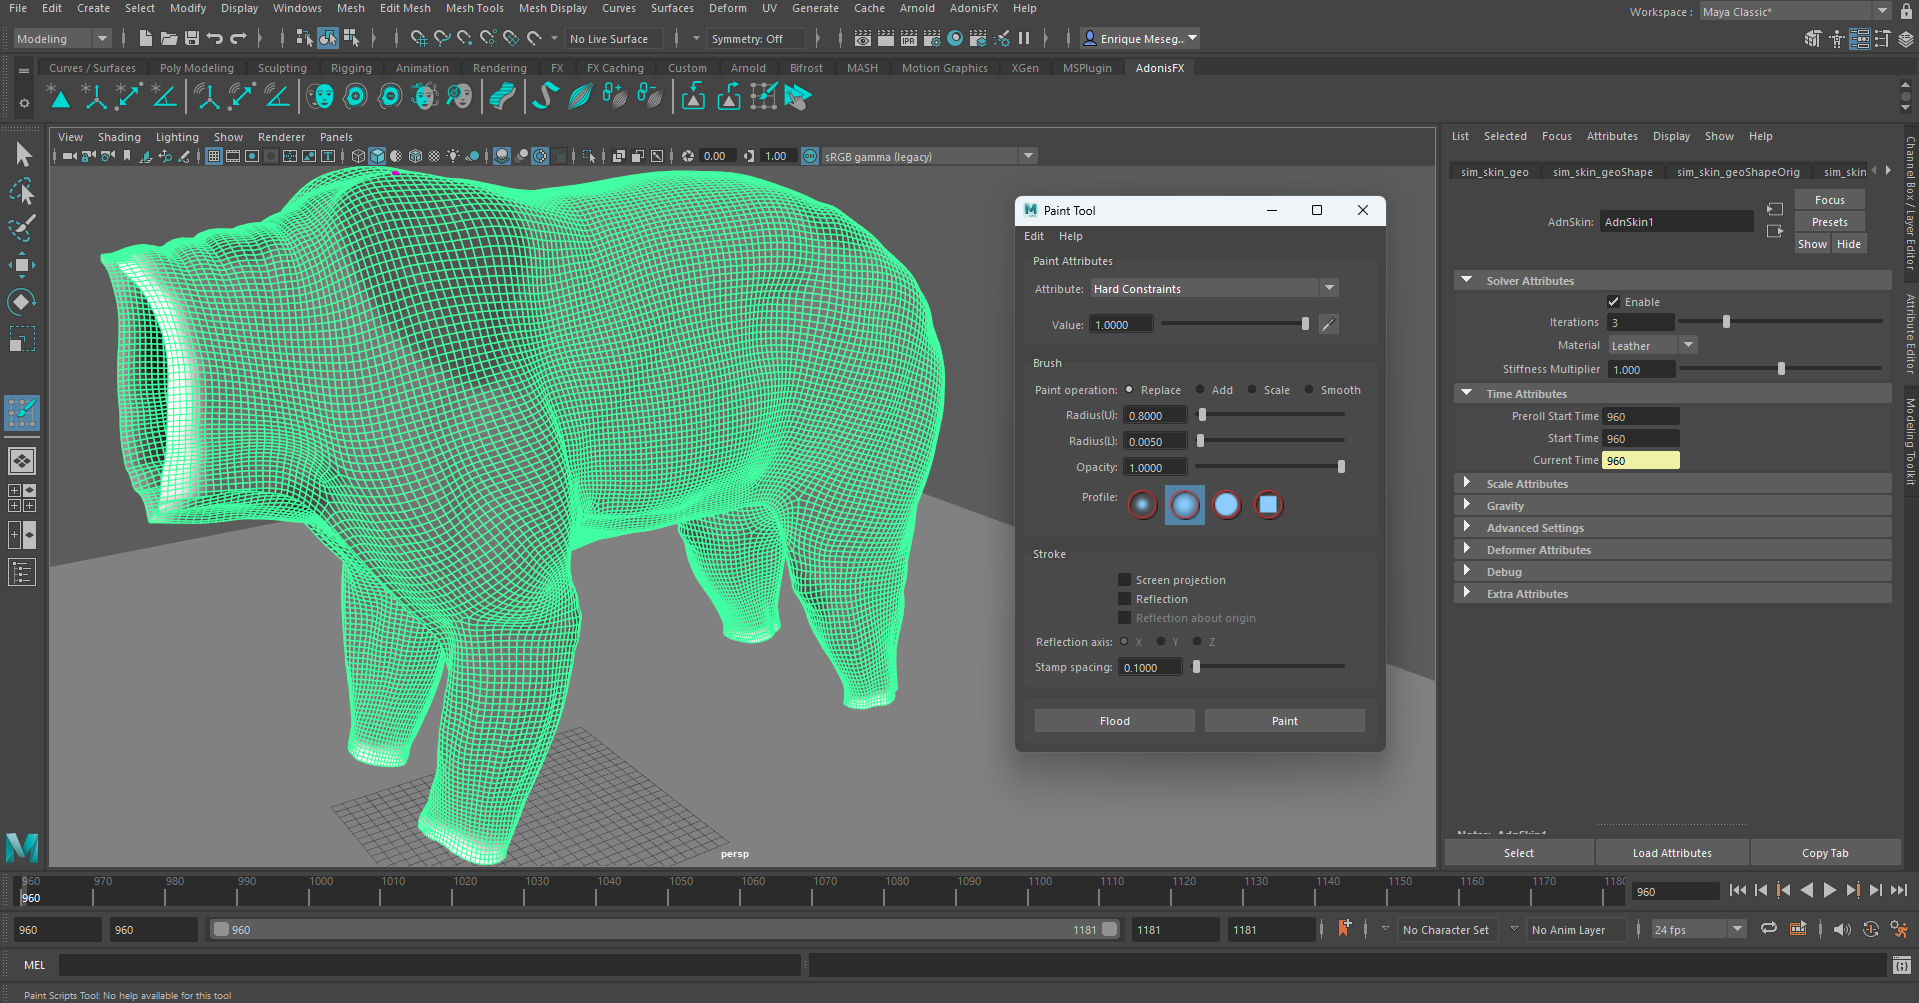 File Edit Create Select Modify Display Windows Mesh Edit Mesh Mesh Tools Mesh Display Curves Surfaces Deform UV Generate Cache Arnold AdonisFX Help
Workspace : Maya Classic*
Modeling No Live Surface Symmetry: Off IPR Enrique Meseg...
Curves / Surfaces Poly Modeling Sculpting Rigging Animation Rendering FX FX Caching Custom Arnold Bifrost MASH Motion Graphics XGen MSPlugin AdonisFX
View Shading Lighting Show Renderer Panels
0.00 1.00 ON sRGB gamma (legacy)
persp
Paint Tool
Edit Help
Paint Attributes
Attribute: Hard Constraints
Value: 1.0000
Brush
Paint operation: Replace Add Scale Smooth
Radius(U): 0.8000
Radius(L): 0.0050
Opacity: 1.0000
Profile:
Stroke
Screen projection
Reflection
Reflection about origin
Reflection axis: X Y Z
Stamp spacing: 0.1000
Flood Paint
List Selected Focus Attributes Display Show Help
sim_skin_geo sim_skin_geoShape sim_skin_geoShapeOrig sim_skin
Focus
AdnSkin: AdnSkin1 Presets
Show Hide
Solver Attributes
Enable
Iterations 3
Material Leather
Stiffness Multiplier 1.000
Time Attributes
Preroll Start Time 960
Start Time 960
Current Time 960
Scale Attributes
Gravity
Advanced Settings
Deformer Attributes
Debug
Extra Attributes
Notes: AdnSkin1
Select Load Attributes Copy Tab
Channel Box / Layer Editor
Attribute Editor
Modeling Toolkit
960 970 980 990 1000 1010 1020 1030 1040 1050 1060 1070 1080 1090 1100 1110 1120 1130 1140 1150 1160 1170 118
960 960
960 960 960 1181 1181 1181 No Character Set No Anim Layer 24 fps
MEL
Paint Scripts Tool: No help available for this tool